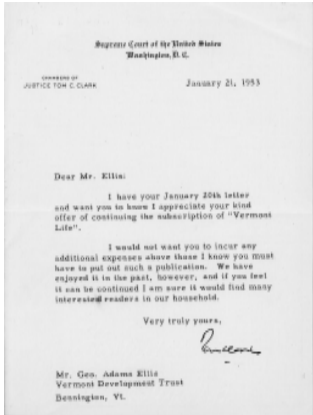 Supreme Court of the United States
Washington, D. C.
CHAMBERS OF
JUSTICE TOM C. CLARK
January 21, 1953
Dear Mr. Ellis:
I have your January 20th letter
and want you to know I appreciate your kind
offer of continuing the subscription of "Vermont
Life".
I would not want you to incur any
additional expenses above those I know you must
have to put out such a publication. We have
enjoyed it in the past, however, and if you feel
it can be continued I am sure it would find many
interested readers in our household.
Very truly yours,
Mr. Geo. Adams Ellis
Vermont Development Trust
Bennington, Vt.